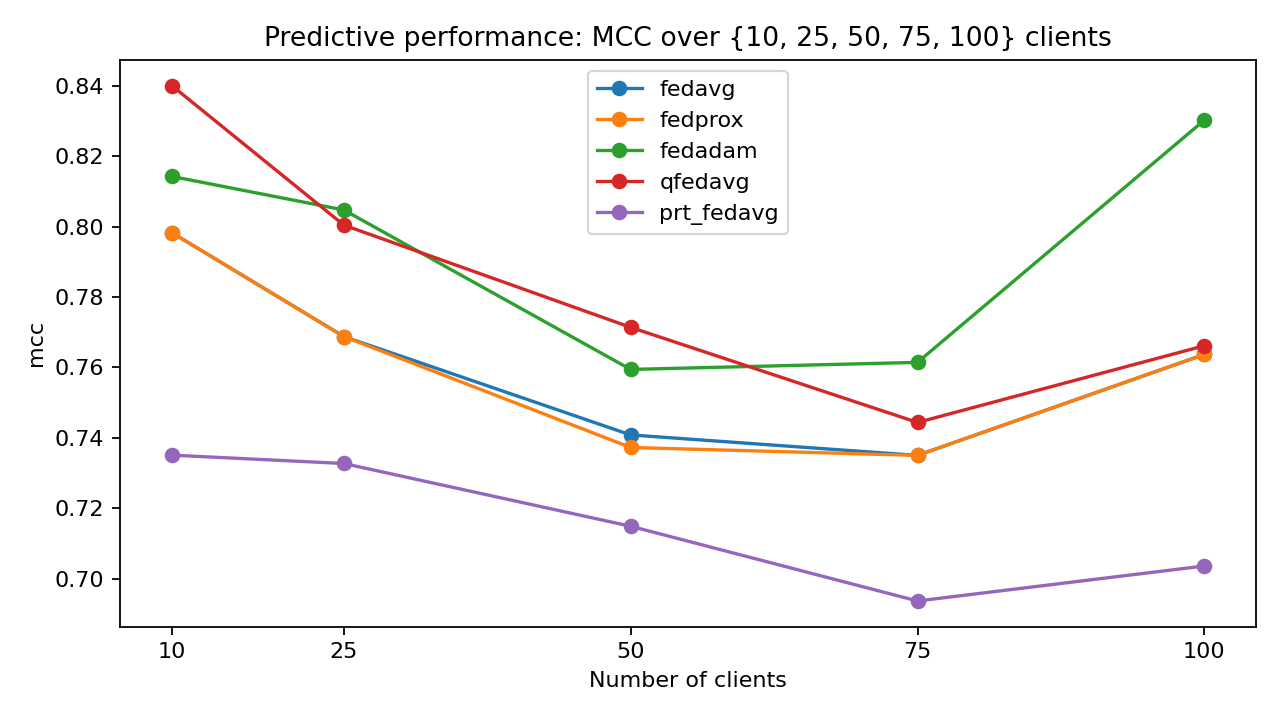 Predictive performance: MCC over {10, 25, 50, 75, 100} clients
fedavg
fedprox
fedadam
qfedavg
prt_fedavg
mcc
0.84
0.82
0.80
0.78
0.76
0.74
0.72
0.70
10 25 50 75 100
Number of clients